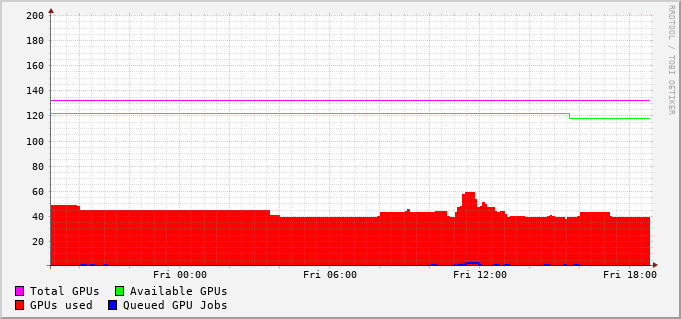 200
180
160
140
120
100
80
60
40
20
Fri 00:00 Fri 06:00 Fri 12:00 Fri 18:00
Total GPUs Available GPUs
GPUs used Queued GPU Jobs
RRDTOOL / TOBI OETIKER